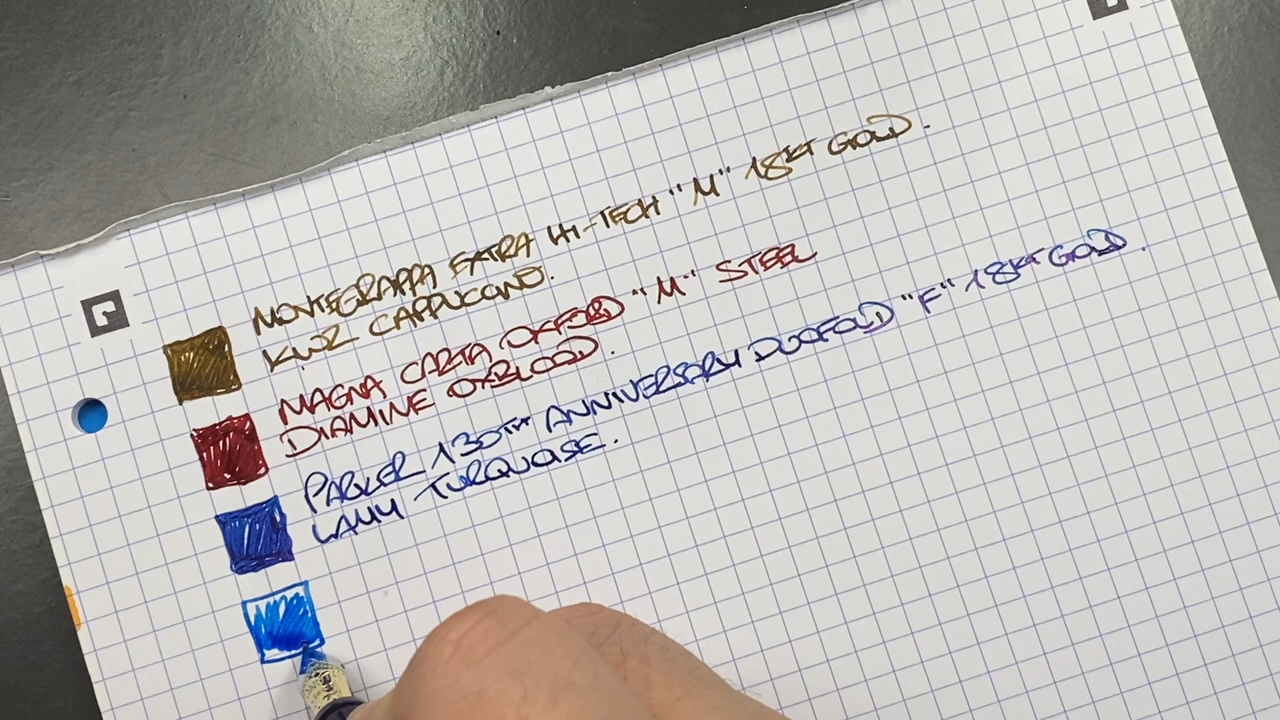 MONTEGRAPPA EXTRA HI-TECH "M" 18KT GOLD.
KWZ CAPPUCCINO.
MAGNA CARTA OXFORD "M" STEEL
DIAMINE OXBLOOD.
PARKER 130TH ANNIVERSARY DUOFOLD "F" 18KT GOLD.
LAMY TURQUOISE.